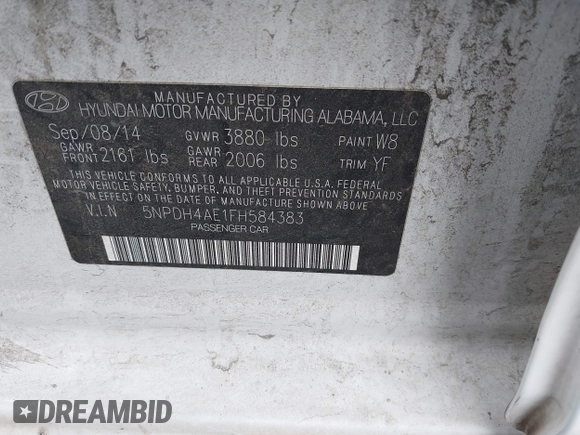 MANUFACTURED BY
HYUNDAI MOTOR MANUFACTURING ALABAMA, LLC
Sep/08/14 GVWR 3880 lbs PAINT W8
GAWR FRONT 2161 lbs GAWR REAR 2006 lbs TRIM YF
THIS VEHICLE CONFORMS TO ALL APPLICABLE U.S.A FEDERAL
MOTOR VEHICLE SAFETY, BUMPER, AND THEFT PREVENTION STANDARDS
IN EFFECT ON THE DATE OF MANUFACTURE SHOWN ABOVE.
V.I.N 5NPDH4AE1FH584383
PASSENGER CAR
DREAMBID